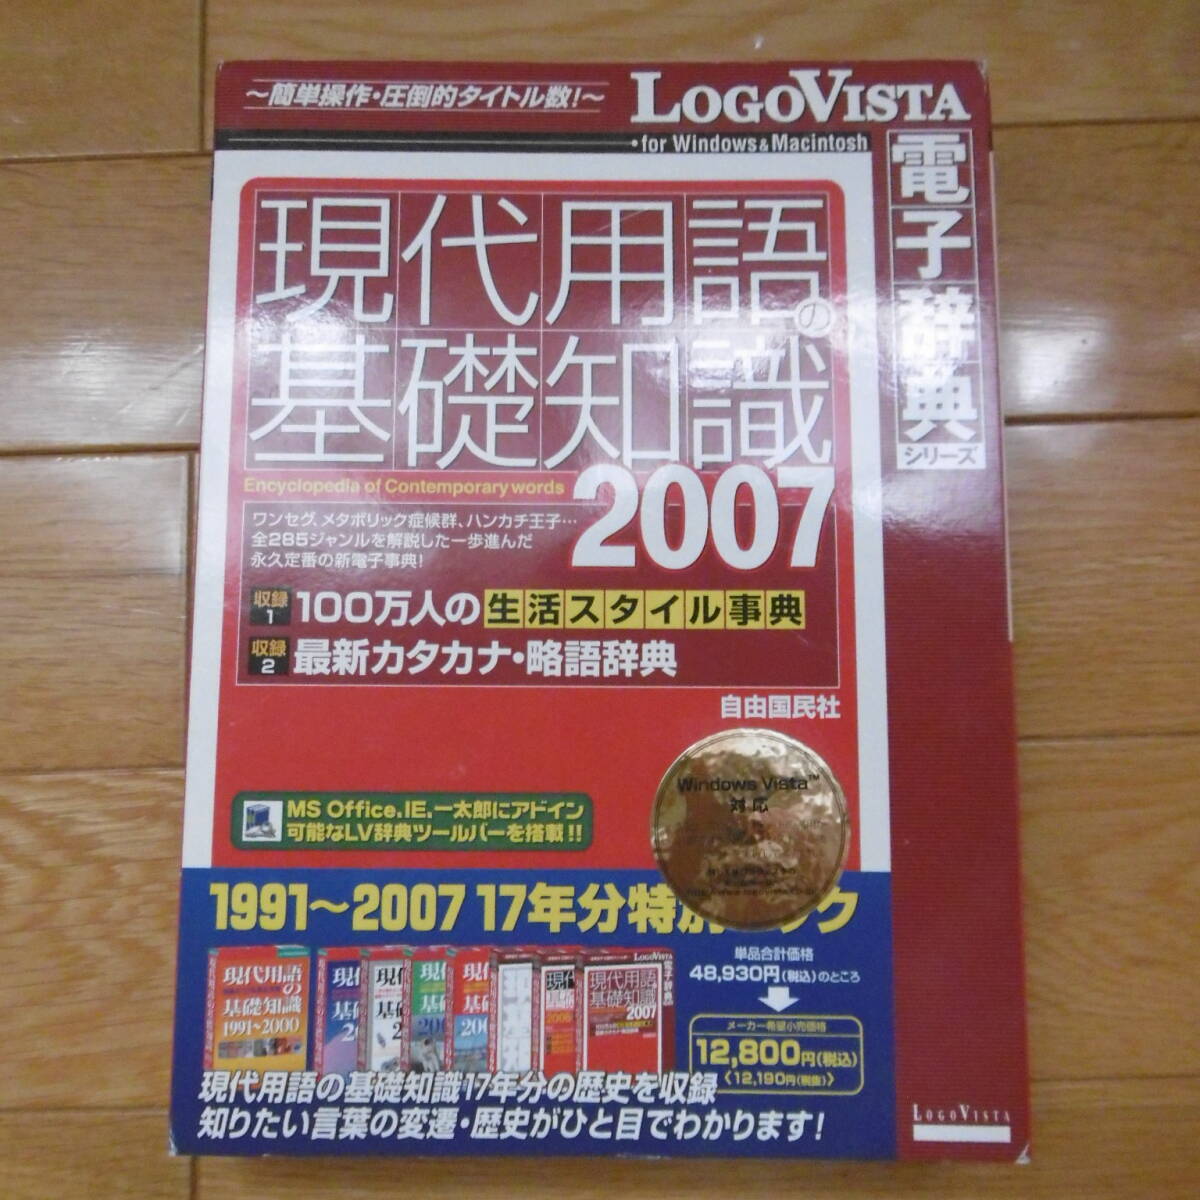 ～簡単操作・圧倒的タイトル数！～
LOGOVISTA
・for Windows&Macintosh
電子辞典
シリーズ
現代用語の
基礎知識
2007
Encyclopedia of Contemporary words
ワンセグ、メタボリック症候群、ハンカチ王子…
全285ジャンルを解説した一歩進んだ
永久定番の新電子事典！
収録1 100万人の生活スタイル事典
収録2 最新カタカナ・略語辞典
自由国民社
Windows Vista™
対応
MS Office、IE、一太郎にアドイン
可能なLV辞典ツールバーを搭載！！
1991～2007 17年分特別ック
現代用語の
基礎知識
1991～2000
LOGOVISTA
現代用語の
基礎知識
2007
単品合計価格
48,930円(税込)のところ
メーカー希望小売価格
12,800円(税込)
〈12,190円(税抜)〉
現代用語の基礎知識17年分の歴史を収録
知りたい言葉の変遷・歴史がひと目でわかります！
LOGOVISTA